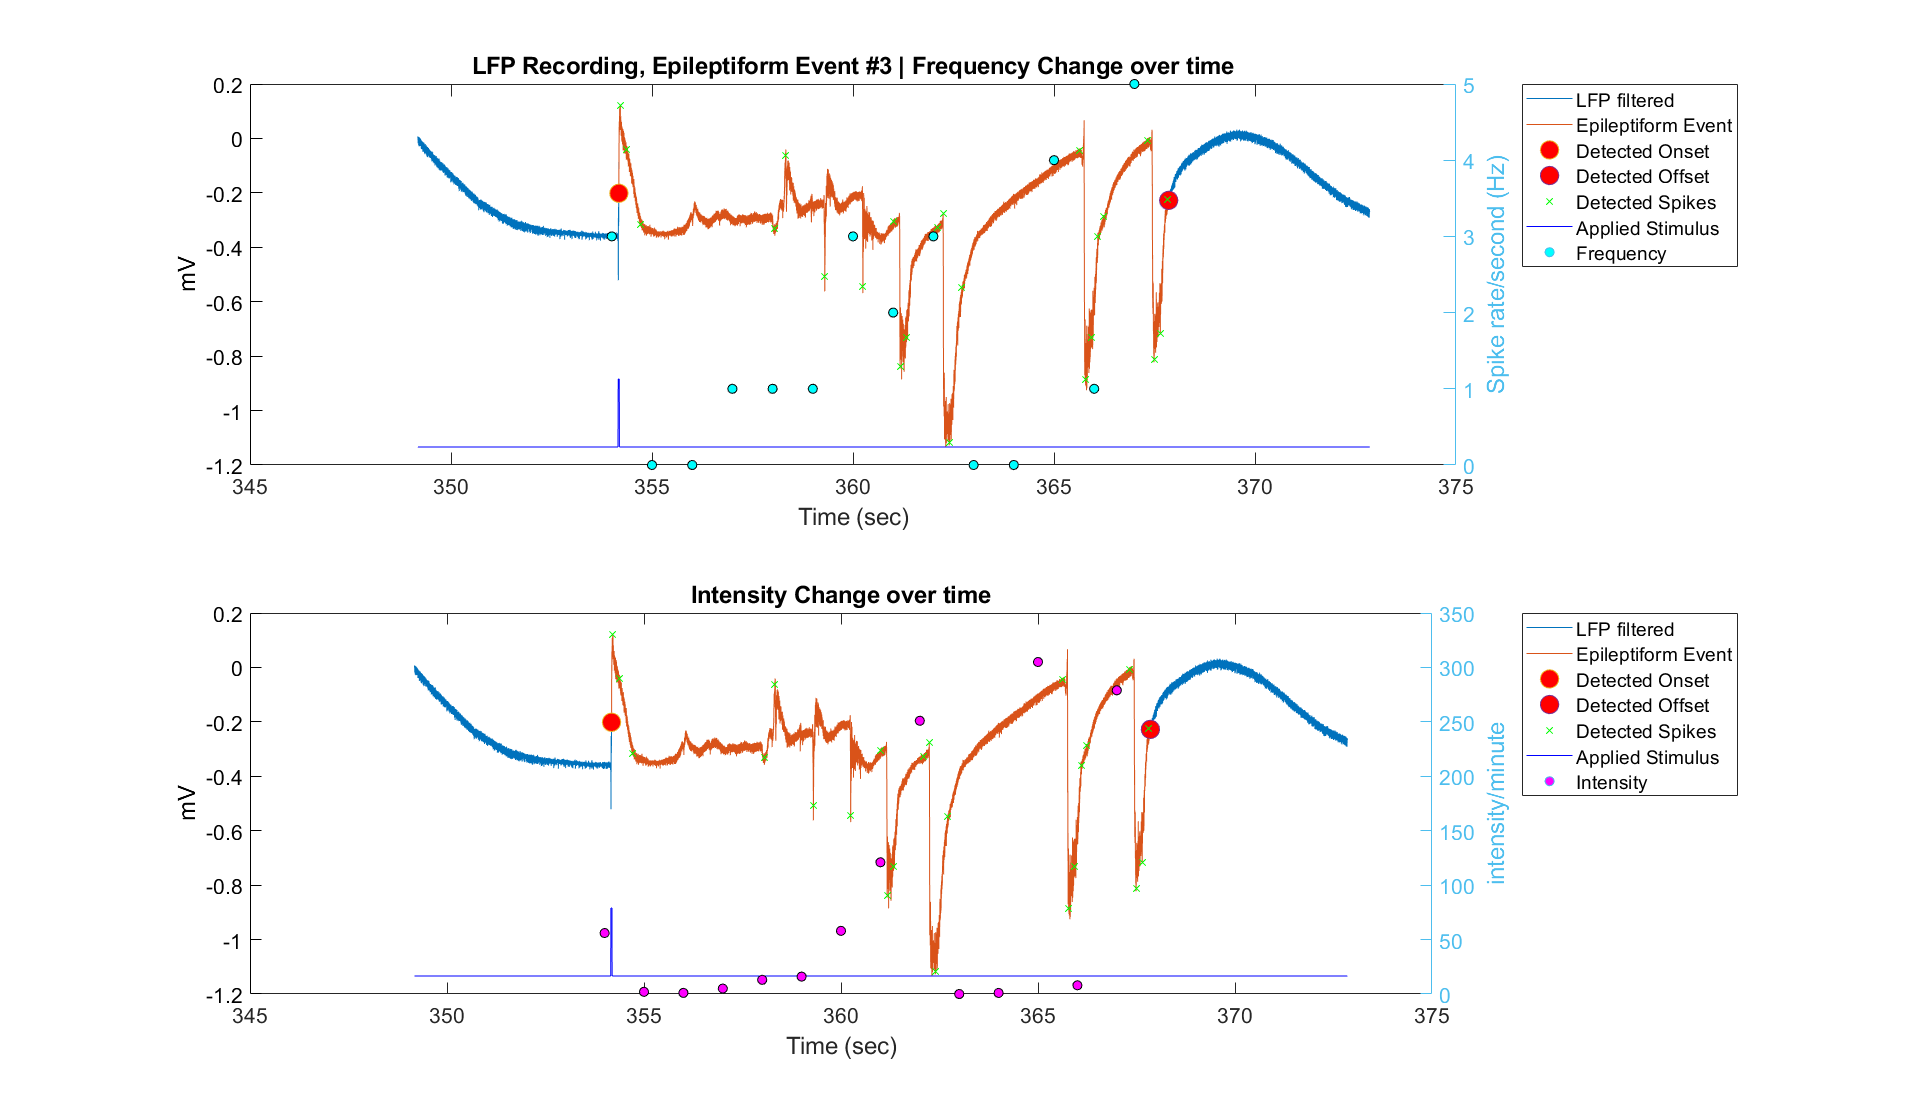 LFP Recording, Epileptiform Event #3 | Frequency Change over time
0.2
0
-0.2
-0.4
-0.6
-0.8
-1
-1.2
mV
345 350 355 360 365 370 375
Time (sec)
5
4
3
2
1
0
Spike rate/second (Hz)
LFP filtered
Epileptiform Event
Detected Onset
Detected Offset
Detected Spikes
Applied Stimulus
Frequency
Intensity Change over time
0.2
0
-0.2
-0.4
-0.6
-0.8
-1
-1.2
mV
345 350 355 360 365 370 375
Time (sec)
350
300
250
200
150
100
50
0
intensity/minute
LFP filtered
Epileptiform Event
Detected Onset
Detected Offset
Detected Spikes
Applied Stimulus
Intensity